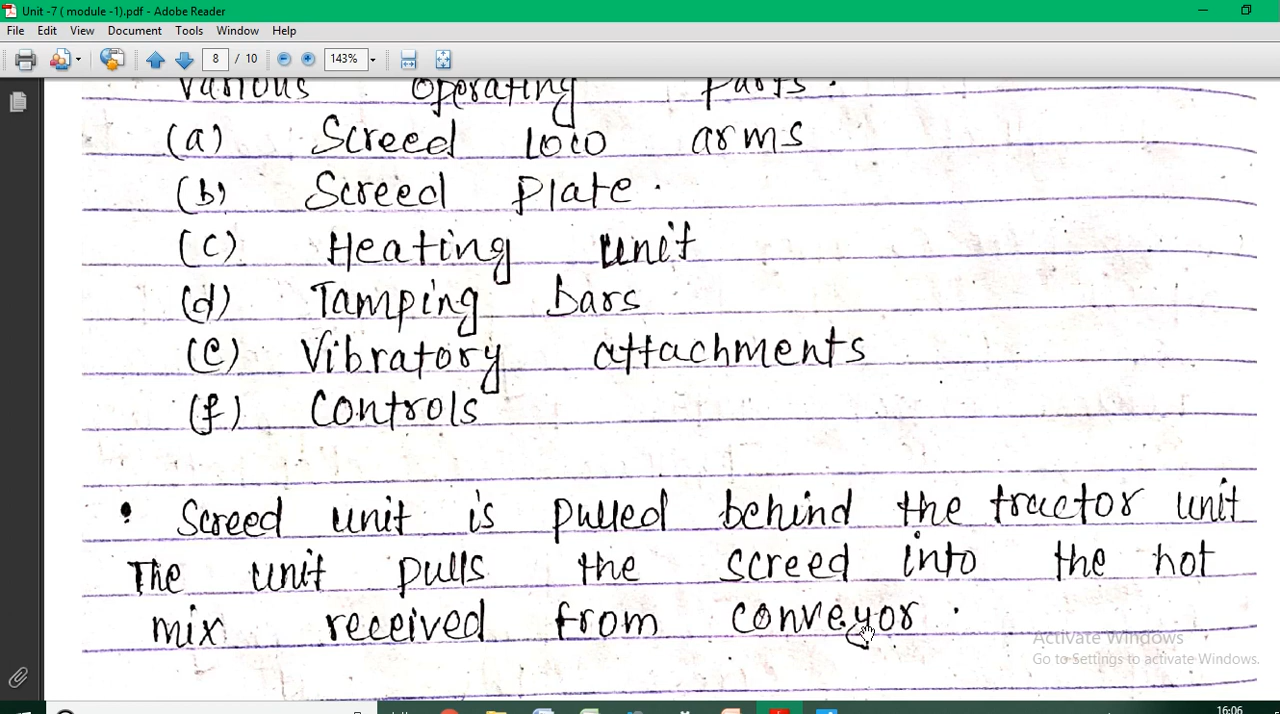 Unit -7 ( module -1).pdf - Adobe Reader
File Edit View Document Tools Window Help
8 / 10 143%
various operating parts.
(a) Screed loco arms
(b) Screed plate.
(c) Heating unit
(d) Tamping bars
(e) Vibratory attachments
(f) Controls
• Screed unit is pulled behind the tractor unit
The unit pulls the screed into the hot
mix received from conveyor.
Activate Windows
Go to Settings to activate Windows.
16:06